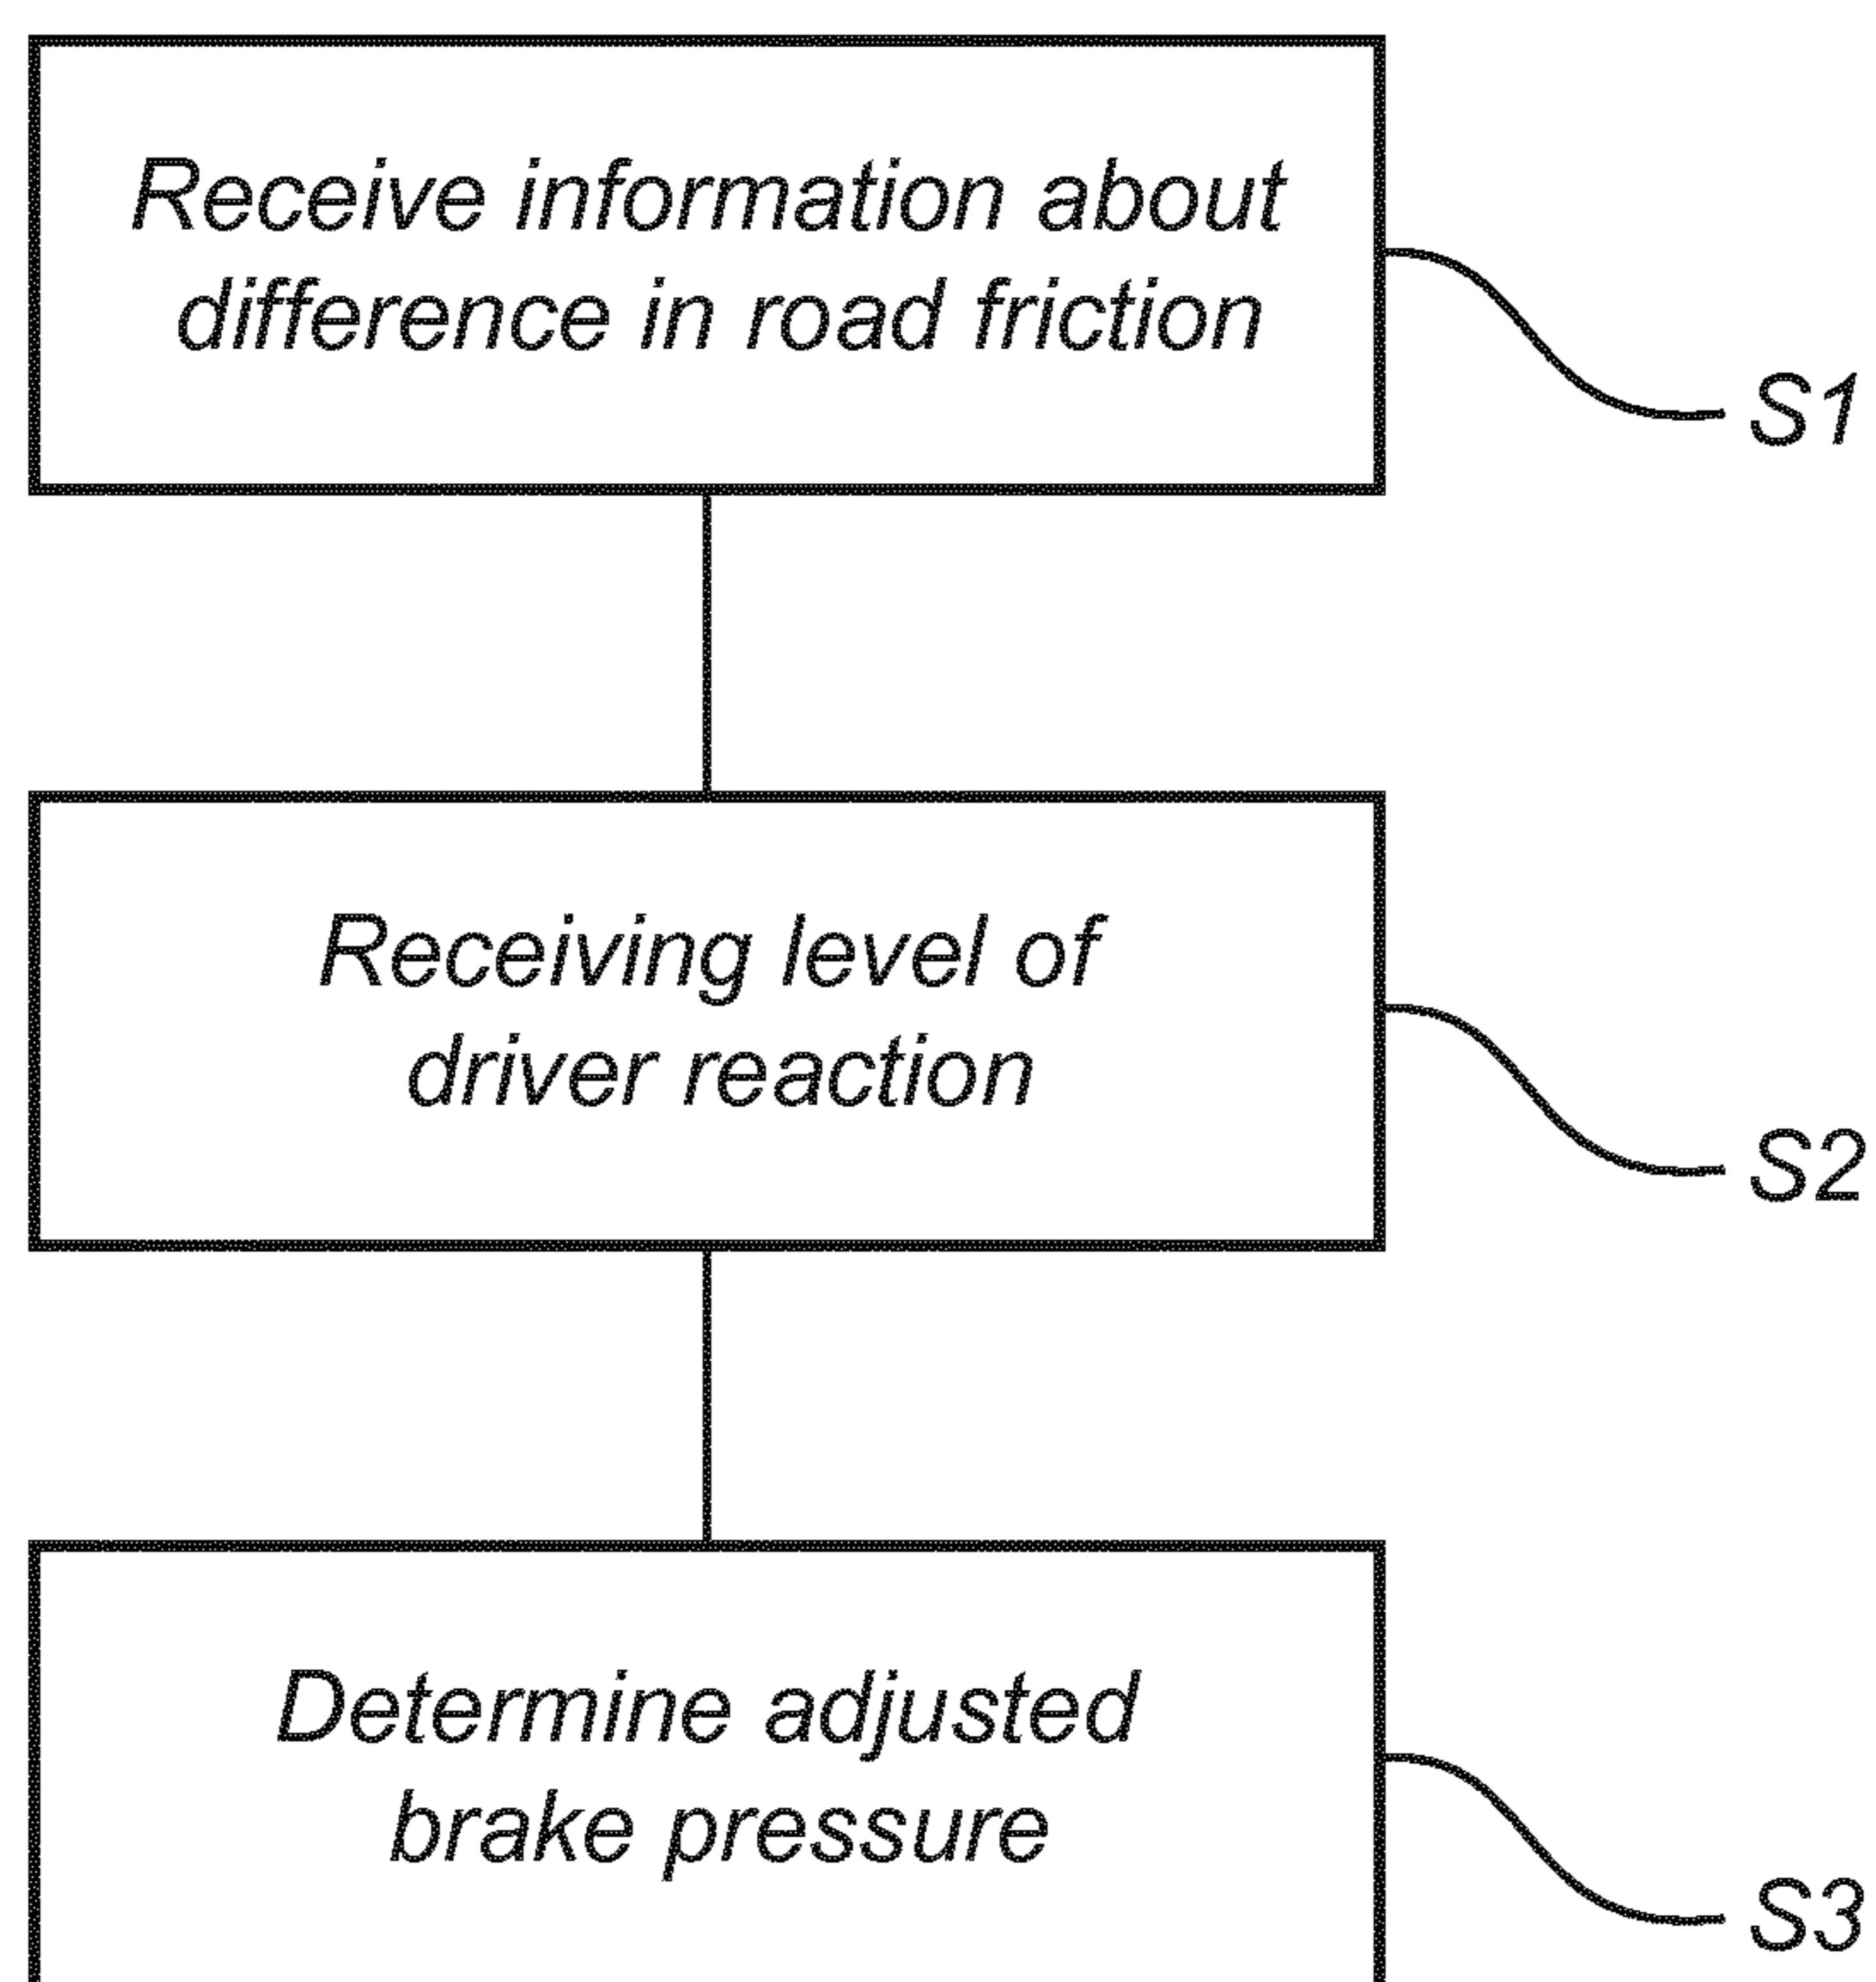 Receive information about
difference in road friction
S1
Receiving level of
driver reaction
S2
Determine adjusted
brake pressure
S3